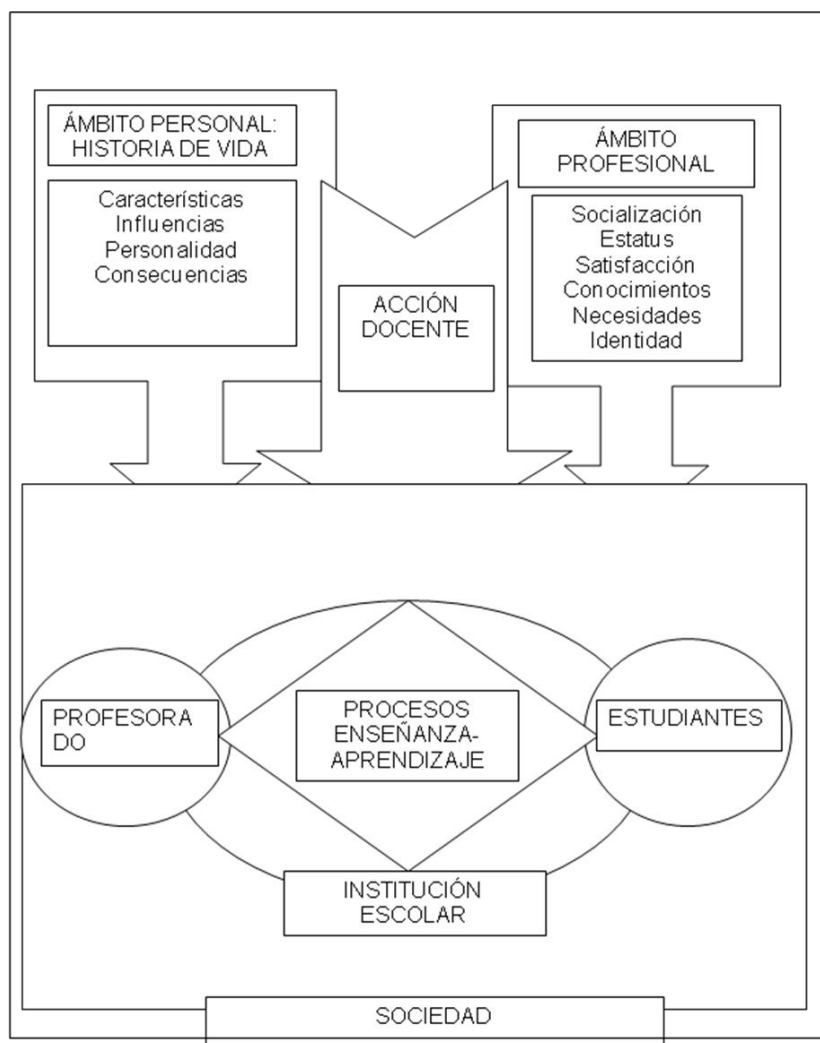 ÁMBITO PERSONAL:
HISTORIA DE VIDA
Características
Influencias
Personalidad
Consecuencias
ÁMBITO
PROFESIONAL
Socialización
Estatus
Satisfacción
Conocimientos
Necesidades
Identidad
ACCIÓN
DOCENTE
PROFESORA
DO
PROCESOS
ENSEÑANZA-
APRENDIZAJE
ESTUDIANTES
INSTITUCIÓN
ESCOLAR
SOCIEDAD